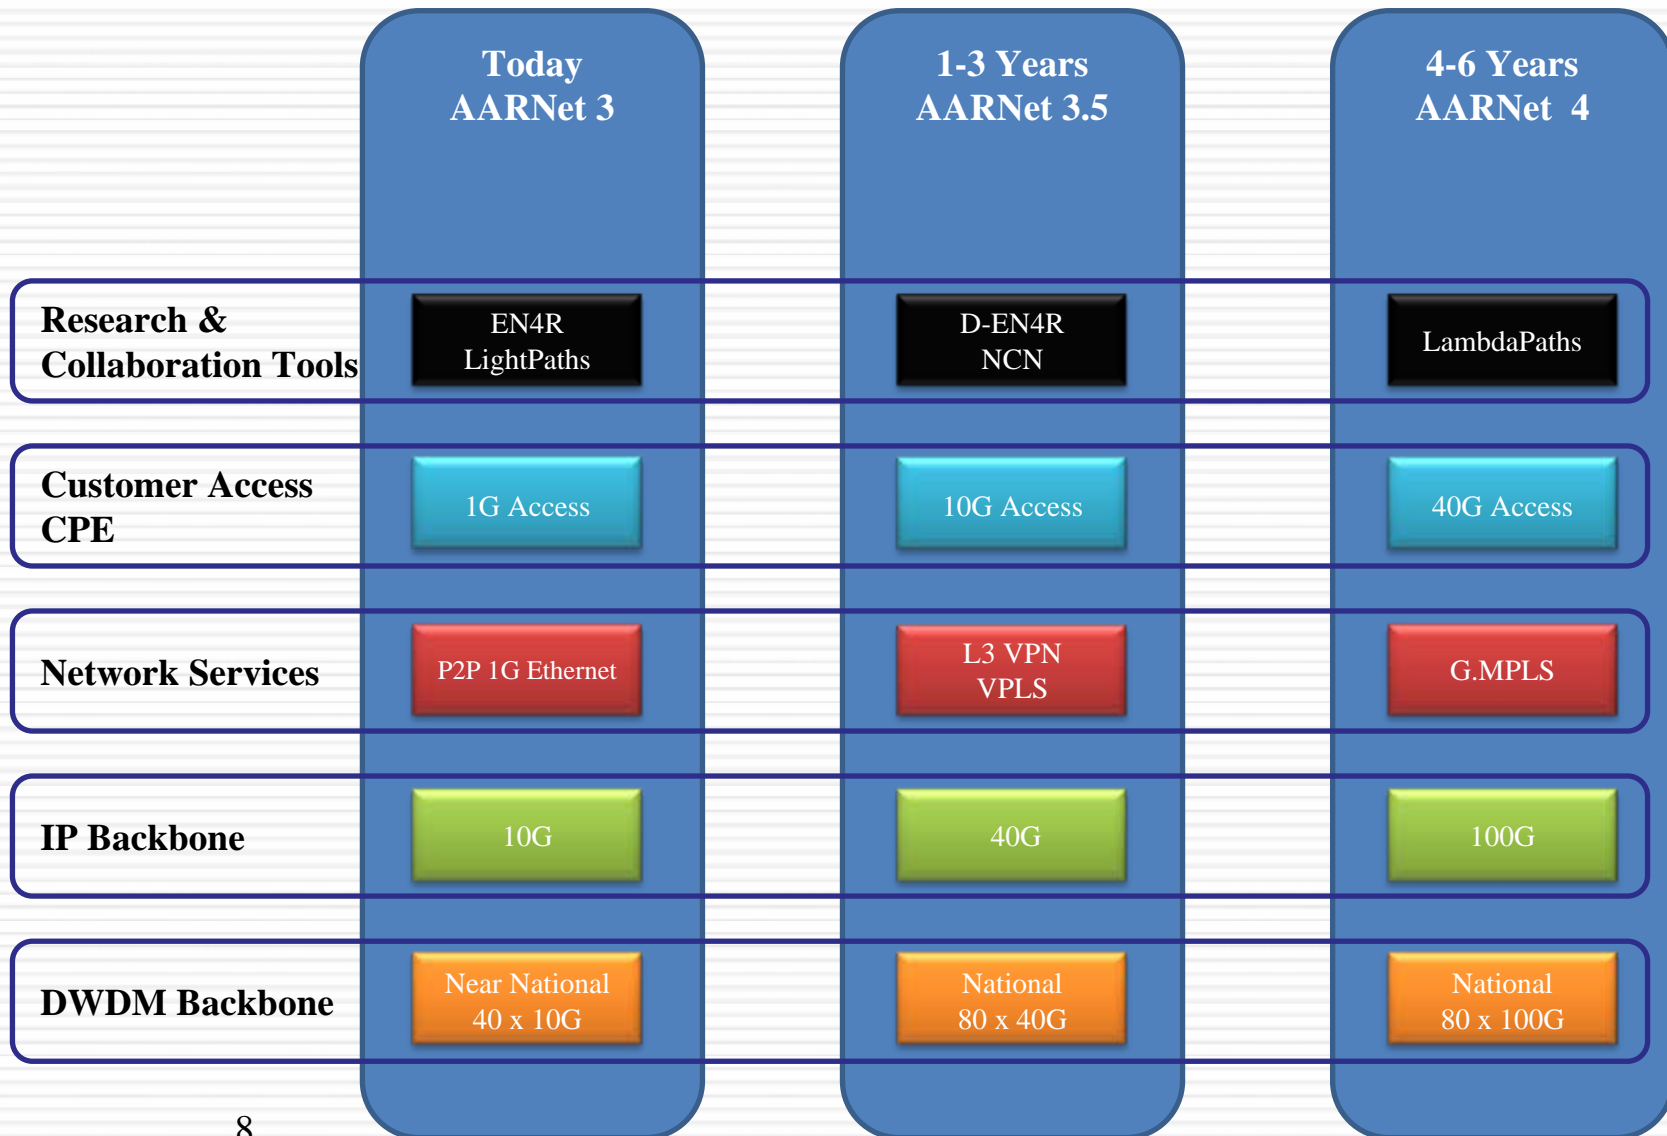 Today
AARNet 3
1-3 Years
AARNet 3.5
4-6 Years
AARNet 4
Research &
Collaboration Tools
EN4R
LightPaths
D-EN4R
NCN
LambdaPaths
Customer Access
CPE
1G Access
10G Access
40G Access
Network Services
P2P 1G Ethernet
L3 VPN
VPLS
G.MPLS
IP Backbone
10G
40G
100G
DWDM Backbone
Near National
40 x 10G
National
80 x 40G
National
80 x 100G
8